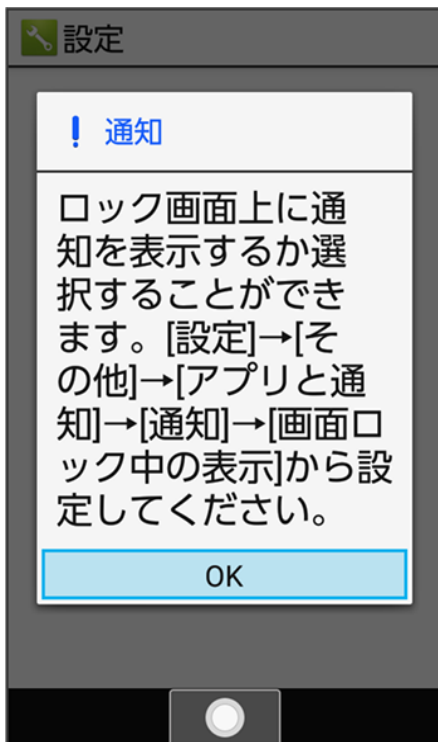 設定
! 通知
ロック画面上に通
知を表示するか選
択することができ
ます。[設定]→[そ
の他]→[アプリと通
知]→[通知]→[画面ロ
ック中の表示]から設
定してください。
OK